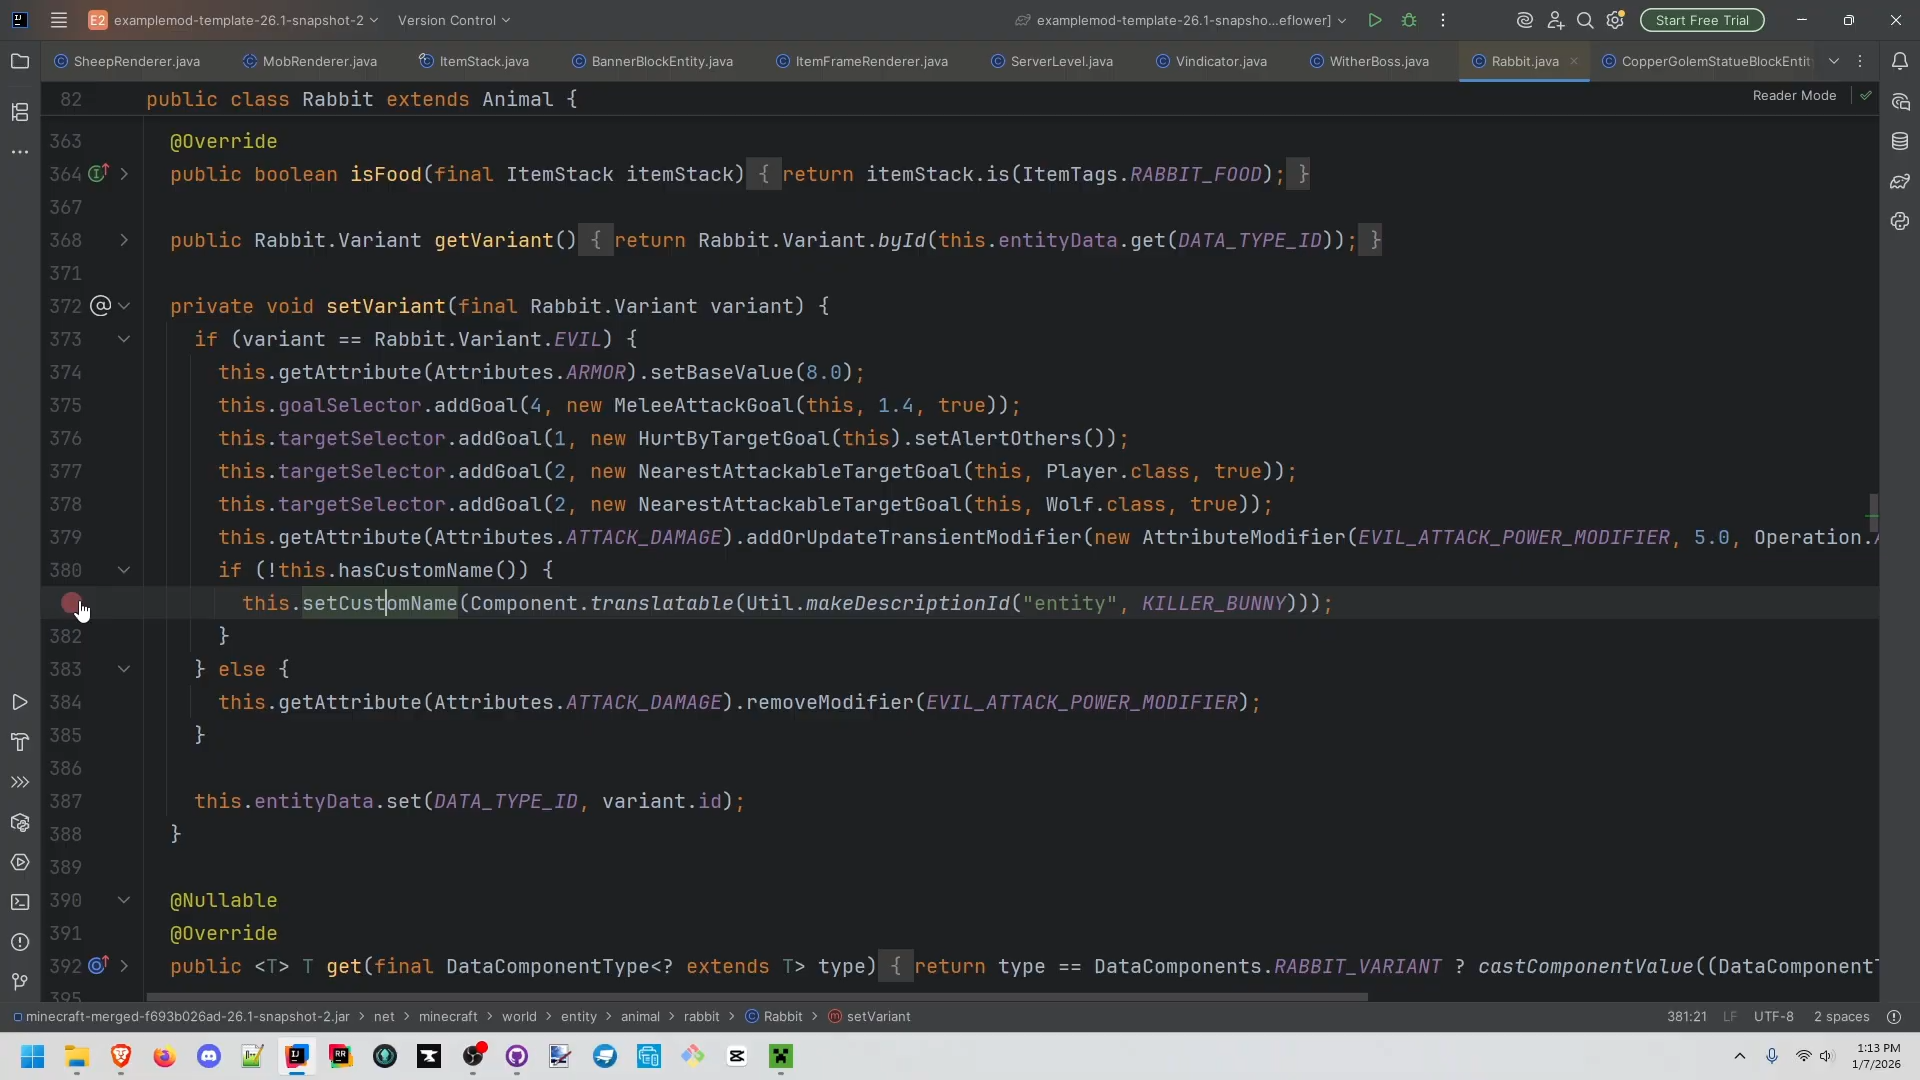 E2 examplemod-template-26.1-snapshot-2 Version Control examplemod-template-26.1-snapsho...eflower] Start Free Trial
SheepRenderer.java MobRenderer.java ItemStack.java BannerBlockEntity.java ItemFrameRenderer.java ServerLevel.java Vindicator.java WitherBoss.java Rabbit.java CopperGolemStatueBlockEntit
82 public class Rabbit extends Animal { Reader Mode
363 @Override
364 public boolean isFood(final ItemStack itemStack) { return itemStack.is(ItemTags.RABBIT_FOOD); }
367
368 public Rabbit.Variant getVariant() { return Rabbit.Variant.byId(this.entityData.get(DATA_TYPE_ID)); }
371
372 private void setVariant(final Rabbit.Variant variant) {
373 if (variant == Rabbit.Variant.EVIL) {
374 this.getAttribute(Attributes.ARMOR).setBaseValue(8.0);
375 this.goalSelector.addGoal(4, new MeleeAttackGoal(this, 1.4, true));
376 this.targetSelector.addGoal(1, new HurtByTargetGoal(this).setAlertOthers());
377 this.targetSelector.addGoal(2, new NearestAttackableTargetGoal(this, Player.class, true));
378 this.targetSelector.addGoal(2, new NearestAttackableTargetGoal(this, Wolf.class, true));
379 this.getAttribute(Attributes.ATTACK_DAMAGE).addOrUpdateTransientModifier(new AttributeModifier(EVIL_ATTACK_POWER_MODIFIER, 5.0, Operation.A
380 if (!this.hasCustomName()) {
this.setCustomName(Component.translatable(Util.makeDescriptionId("entity", KILLER_BUNNY)));
382 }
383 } else {
384 this.getAttribute(Attributes.ATTACK_DAMAGE).removeModifier(EVIL_ATTACK_POWER_MODIFIER);
385 }
386
387 this.entityData.set(DATA_TYPE_ID, variant.id);
388 }
389
390 @Nullable
391 @Override
392 public <T> T get(final DataComponentType<? extends T> type) { return type == DataComponents.RABBIT_VARIANT ? castComponentValue((DataComponentT
395
minecraft-merged-f693b026ad-26.1-snapshot-2.jar > net > minecraft > world > entity > animal > rabbit > Rabbit > setVariant 381:21 LF UTF-8 2 spaces
1:13 PM
1/7/2026